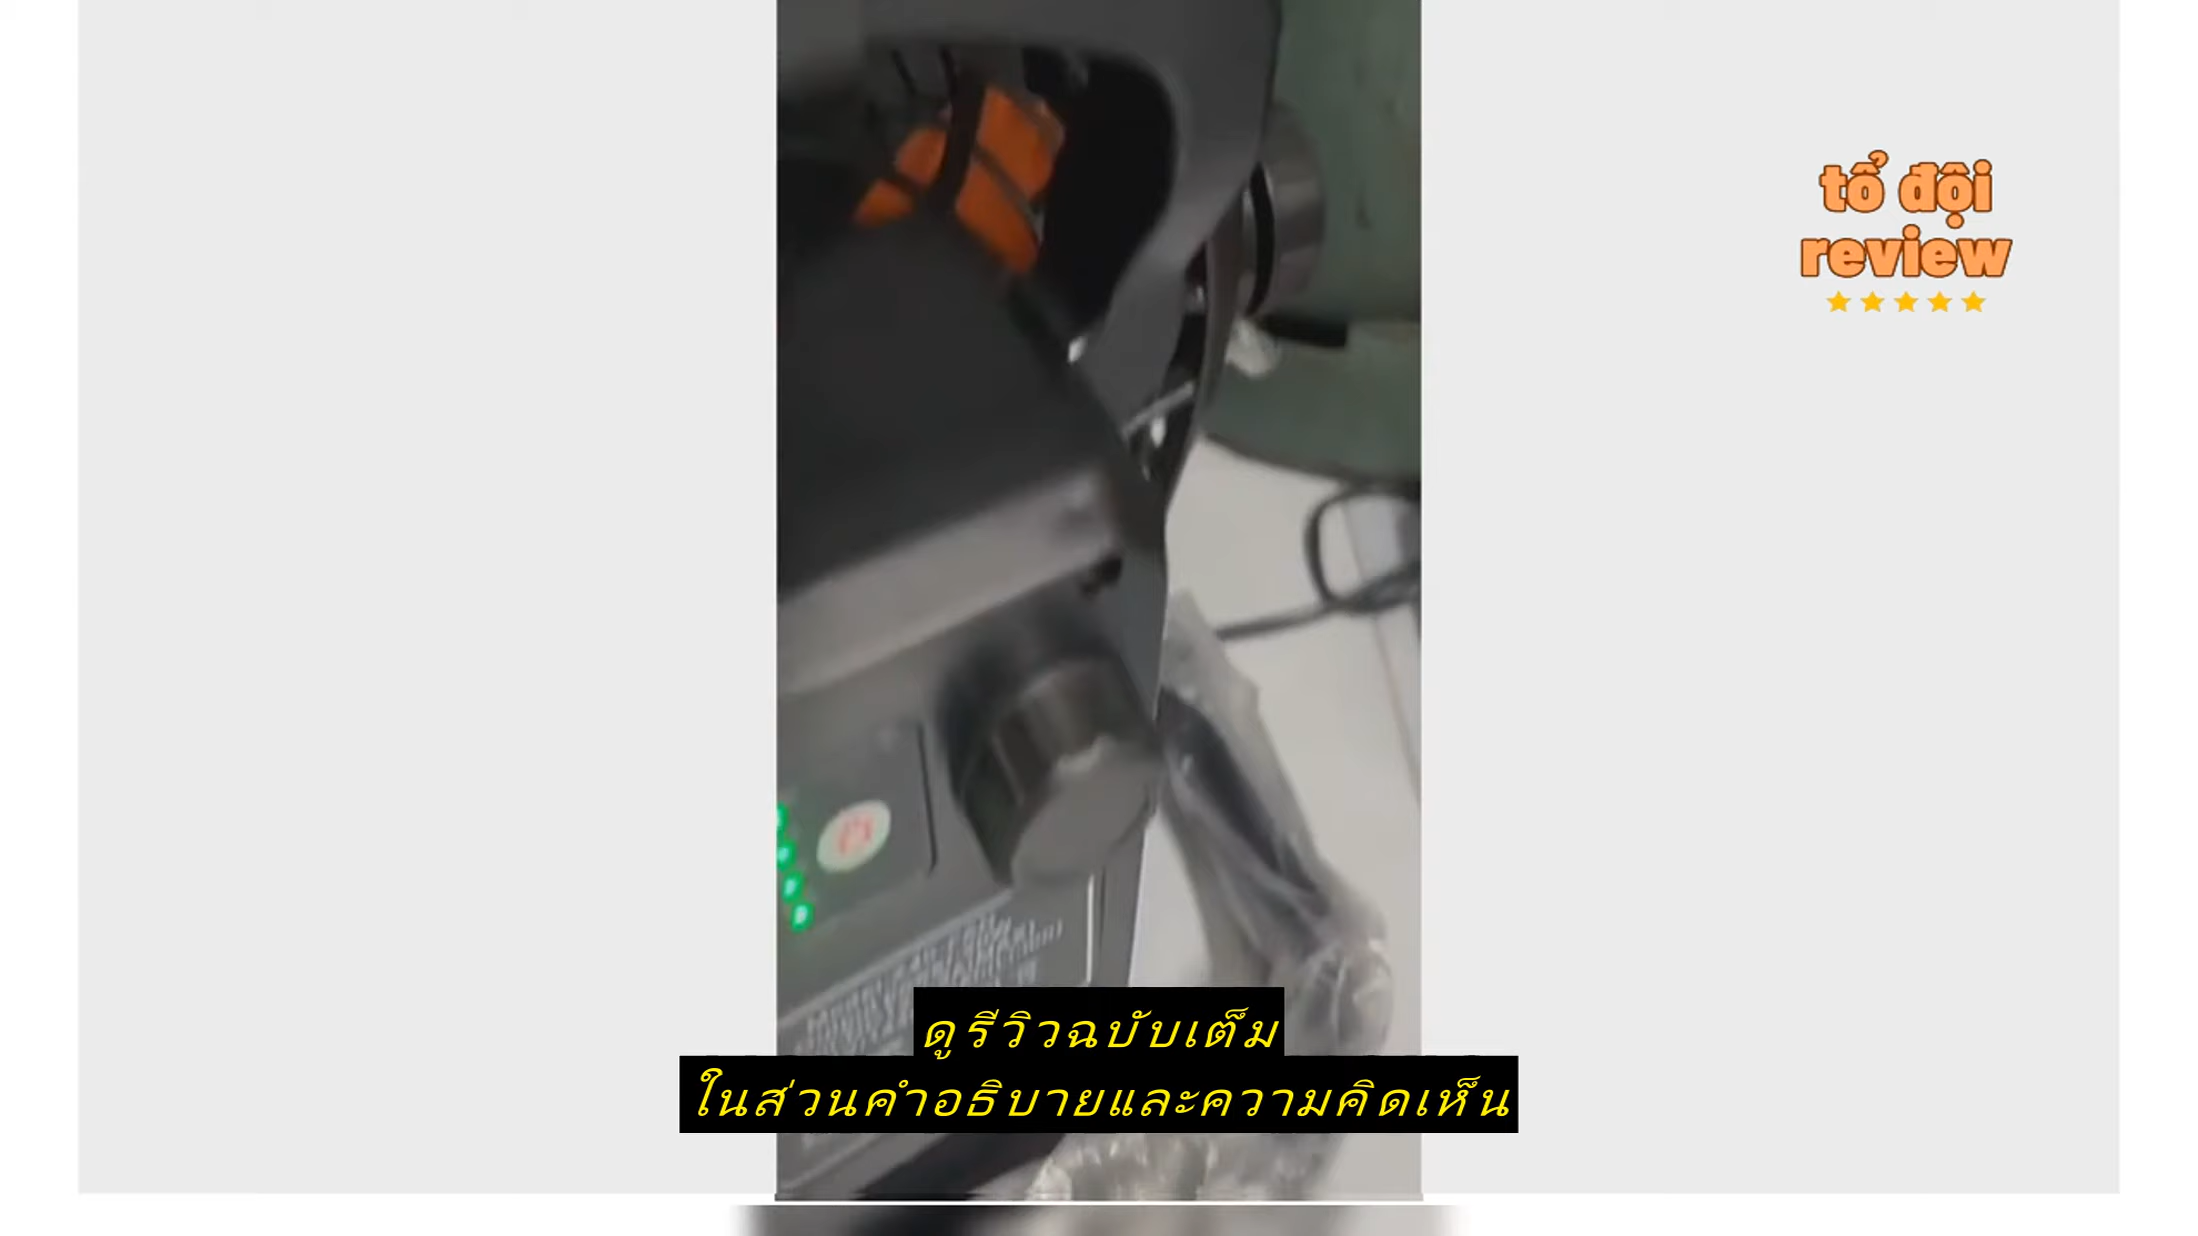 tổ đội
review
ดูรีวิวฉบับเต็ม
ในส่วนคำอธิบายและความคิดเห็น